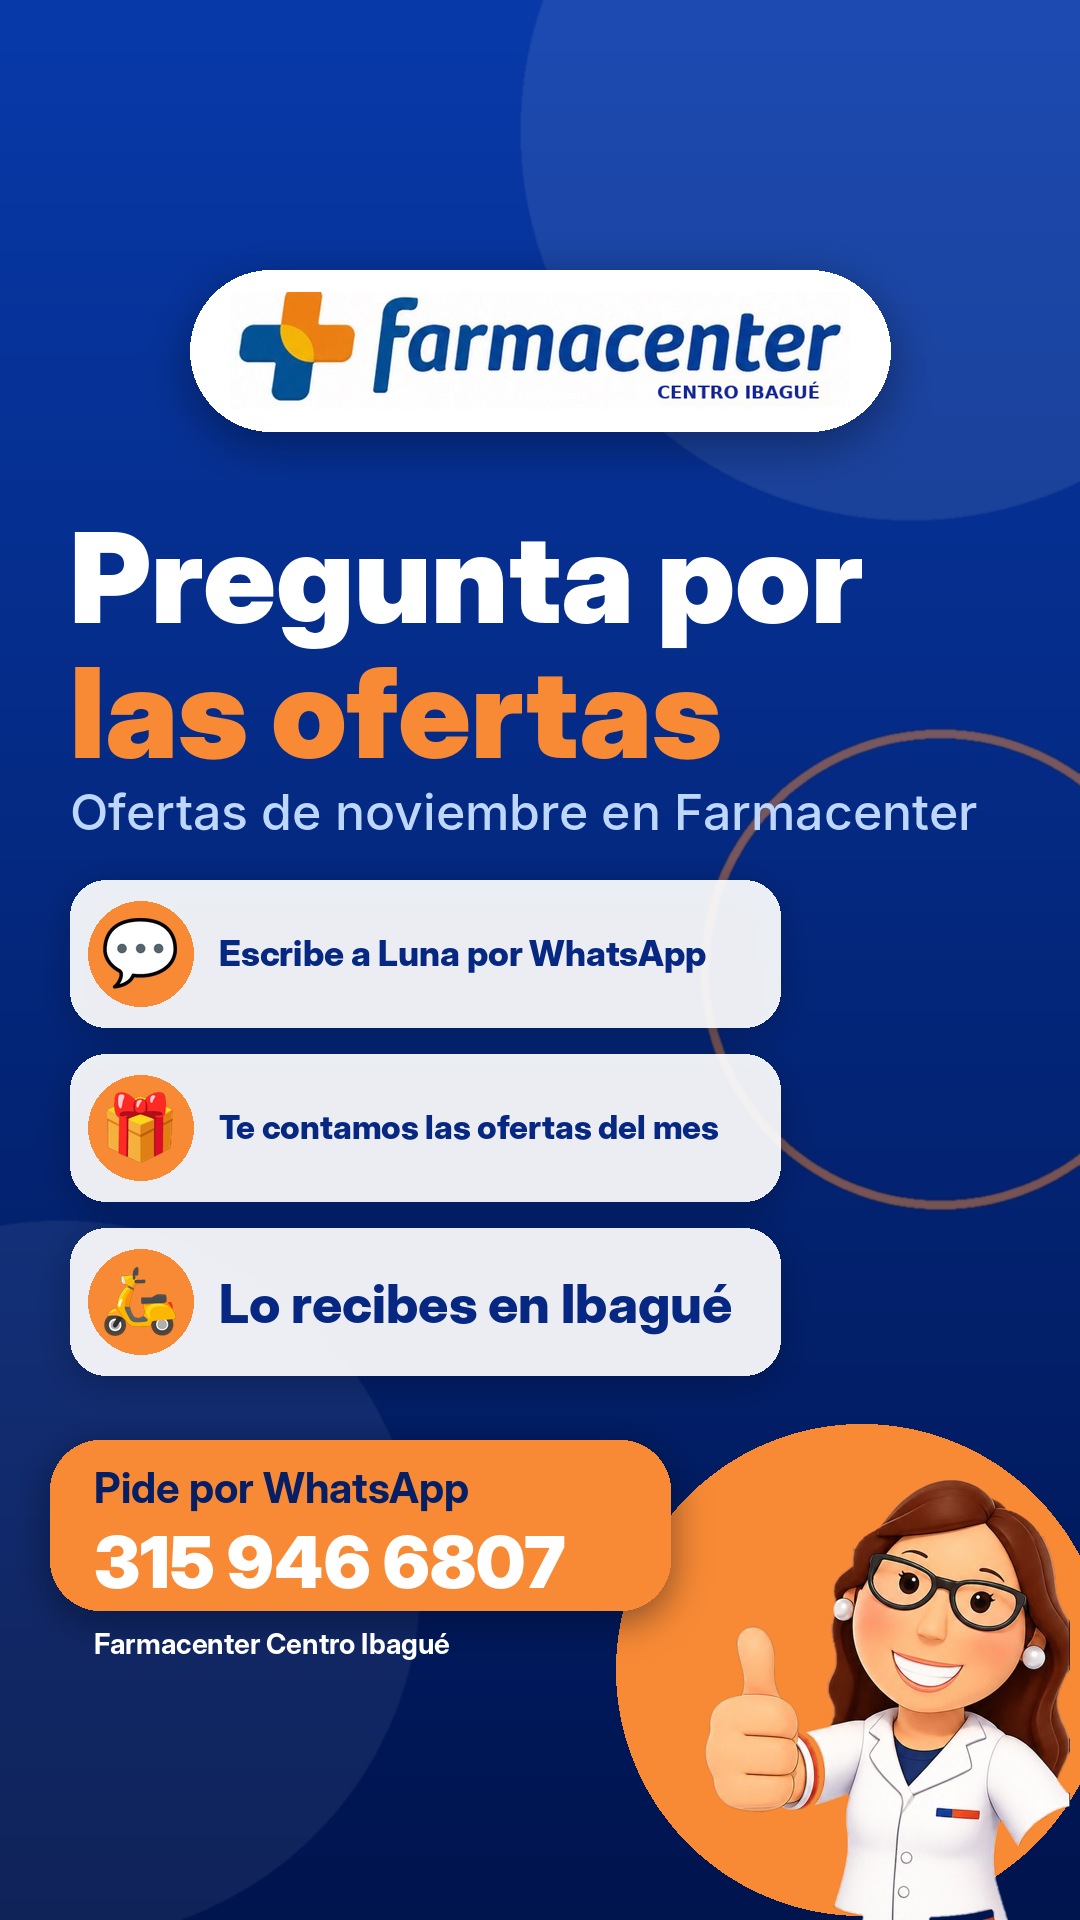 farmacenter
CENTRO IBAGUÉ
Pregunta por
las ofertas
Ofertas de noviembre en Farmacenter
Escribe a Luna por WhatsApp
Te contamos las ofertas del mes
Lo recibes en Ibagué
Pide por WhatsApp
315 946 6807
Farmacenter Centro Ibagué